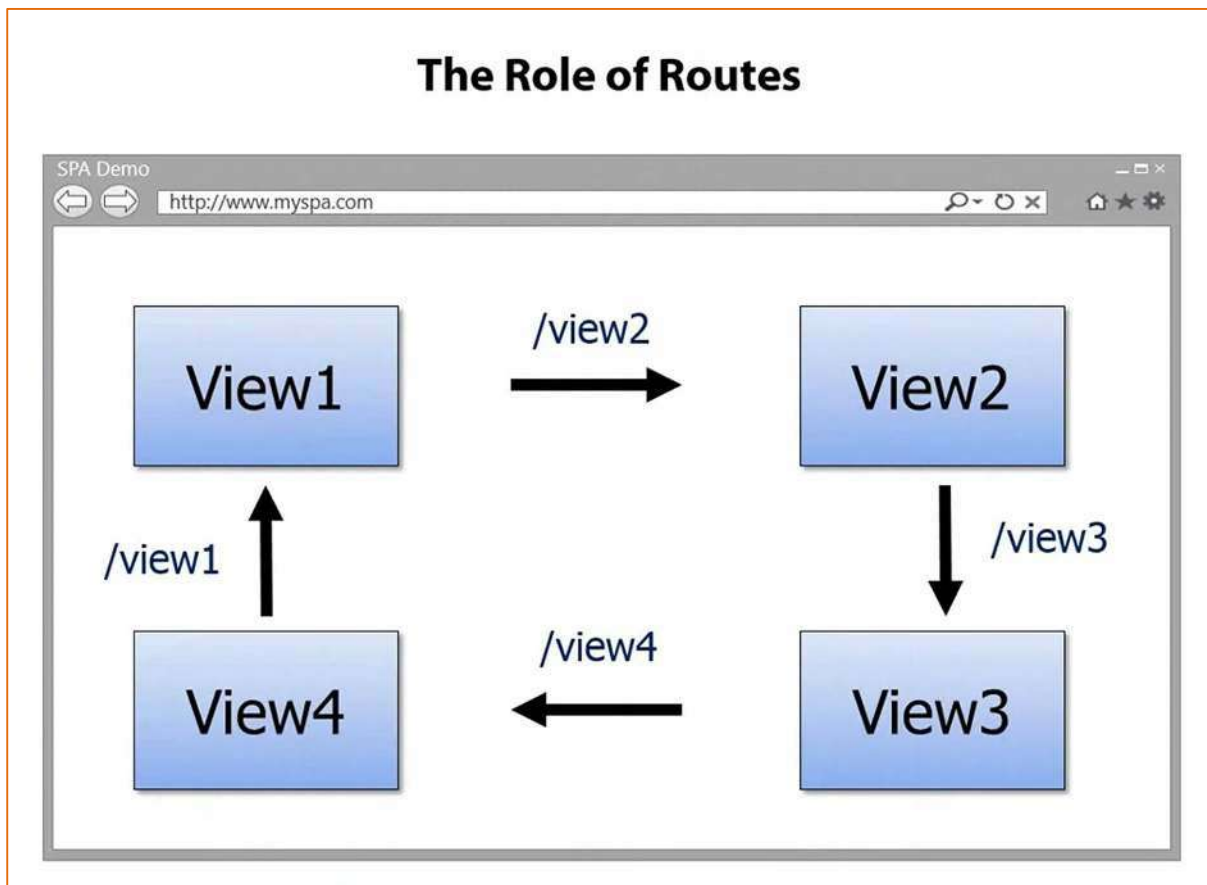 The Role of Routes
SPA Demo
http://www.myspa.com
View1
/view2
View2
/view1
/view3
View4
/view4
View3